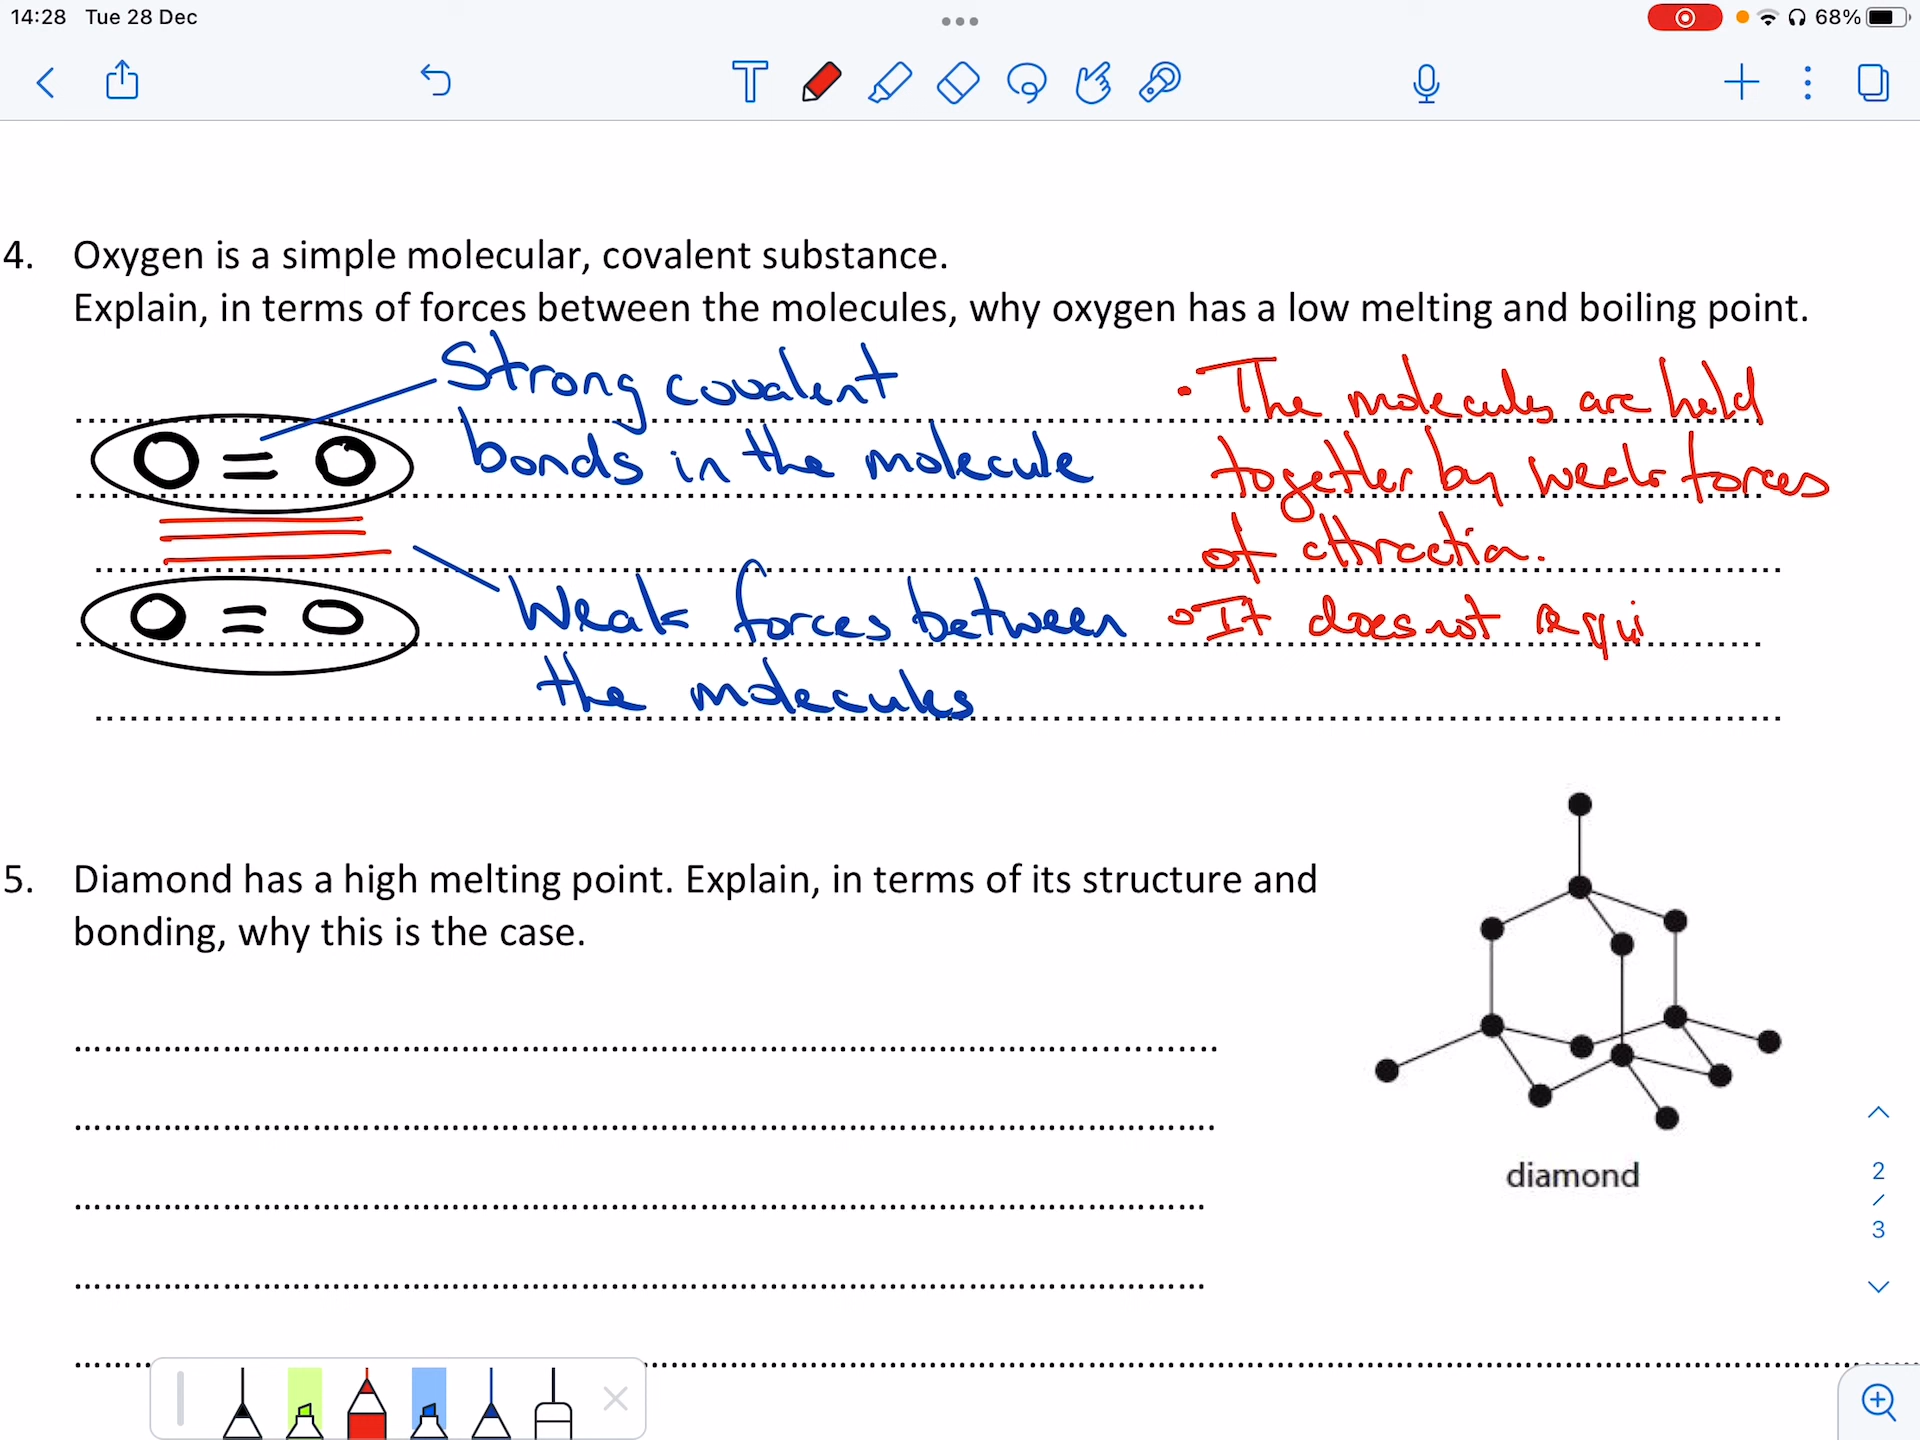 14:28 Tue 28 Dec
68%
4. Oxygen is a simple molecular, covalent substance.
Explain, in terms of forces between the molecules, why oxygen has a low melting and boiling point.
Strong covalent
bonds in the molecule
O = O
O = O
Weak forces between
the molecules
• The molecules are held
together by weak forces
of attraction.
• It does not requi
5. Diamond has a high melting point. Explain, in terms of its structure and
bonding, why this is the case.
diamond
2
/
3